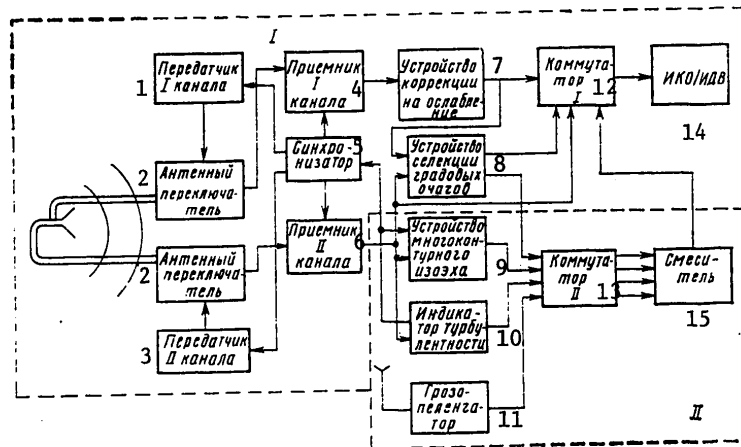 I
1
Передатчик
I канала
Приемник
I
канала
4
Устройство
коррекции
на ослабле-
ние
7
Коммута-
тор
I
12
ИКО/ИДВ
14
2
Антенный
переключа-
тель
Синхро-
низатор
5
Устройство
селекции
градовых
очагов
8
2
Антенный
переключа-
тель
Приемник
II
канала
6
Устройство
многокон-
турного
изоэха
9
Коммута-
тор
II
13
Смеси-
тель
15
3
Передатчик
II канала
Индика-
тор турбу-
лентности
10
Грозо-
пеленга-
тор
11
II